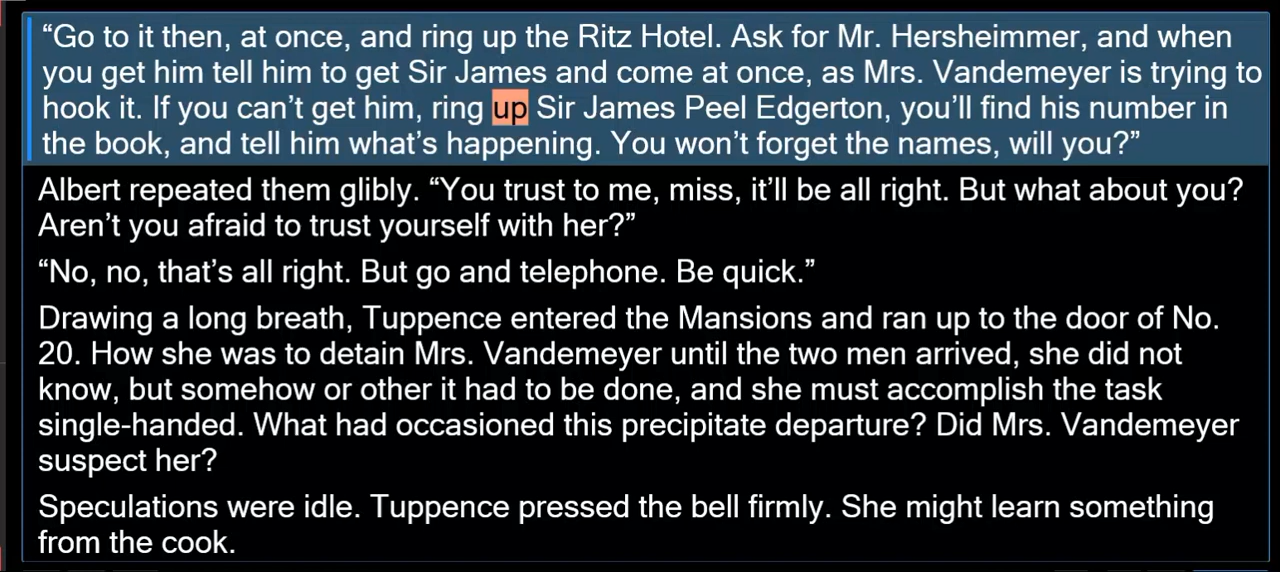 “Go to it then, at once, and ring up the Ritz Hotel. Ask for Mr. Hersheimmer, and when
you get him tell him to get Sir James and come at once, as Mrs. Vandemeyer is trying to
hook it. If you can’t get him, ring up Sir James Peel Edgerton, you’ll find his number in
the book, and tell him what’s happening. You won’t forget the names, will you?”
Albert repeated them glibly. “You trust to me, miss, it’ll be all right. But what about you?
Aren’t you afraid to trust yourself with her?”
“No, no, that’s all right. But go and telephone. Be quick.”
Drawing a long breath, Tuppence entered the Mansions and ran up to the door of No.
20. How she was to detain Mrs. Vandemeyer until the two men arrived, she did not
know, but somehow or other it had to be done, and she must accomplish the task
single-handed. What had occasioned this precipitate departure? Did Mrs. Vandemeyer
suspect her?
Speculations were idle. Tuppence pressed the bell firmly. She might learn something
from the cook.